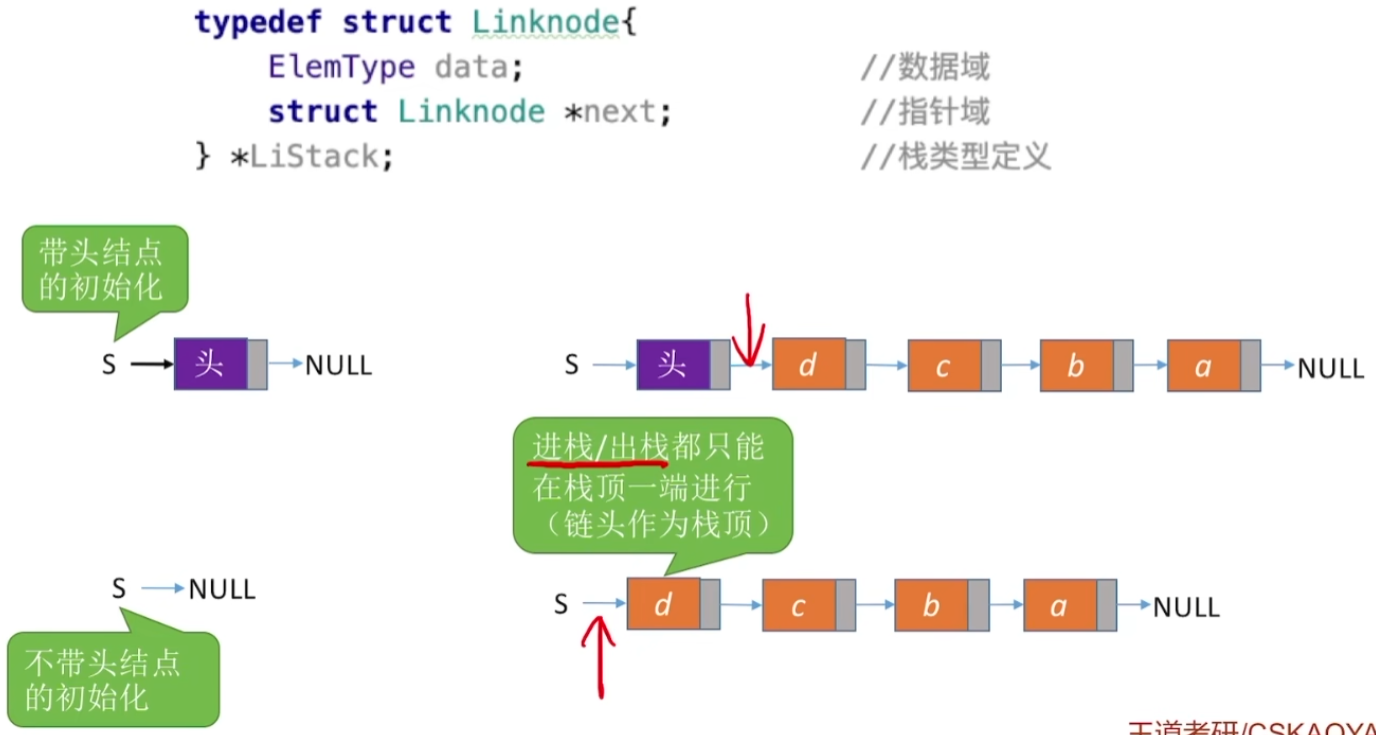 typedef struct Linknode{
ElemType data; //数据域
struct Linknode *next; //指针域
} *LiStack; //栈类型定义
带头结点
的初始化
S 头 NULL
S 头 d c b a NULL
进栈/出栈都只能
在栈顶一端进行
（链头作为栈顶）
S NULL
S d c b a NULL
不带头结点
的初始化
王道考研/CSKAOYA